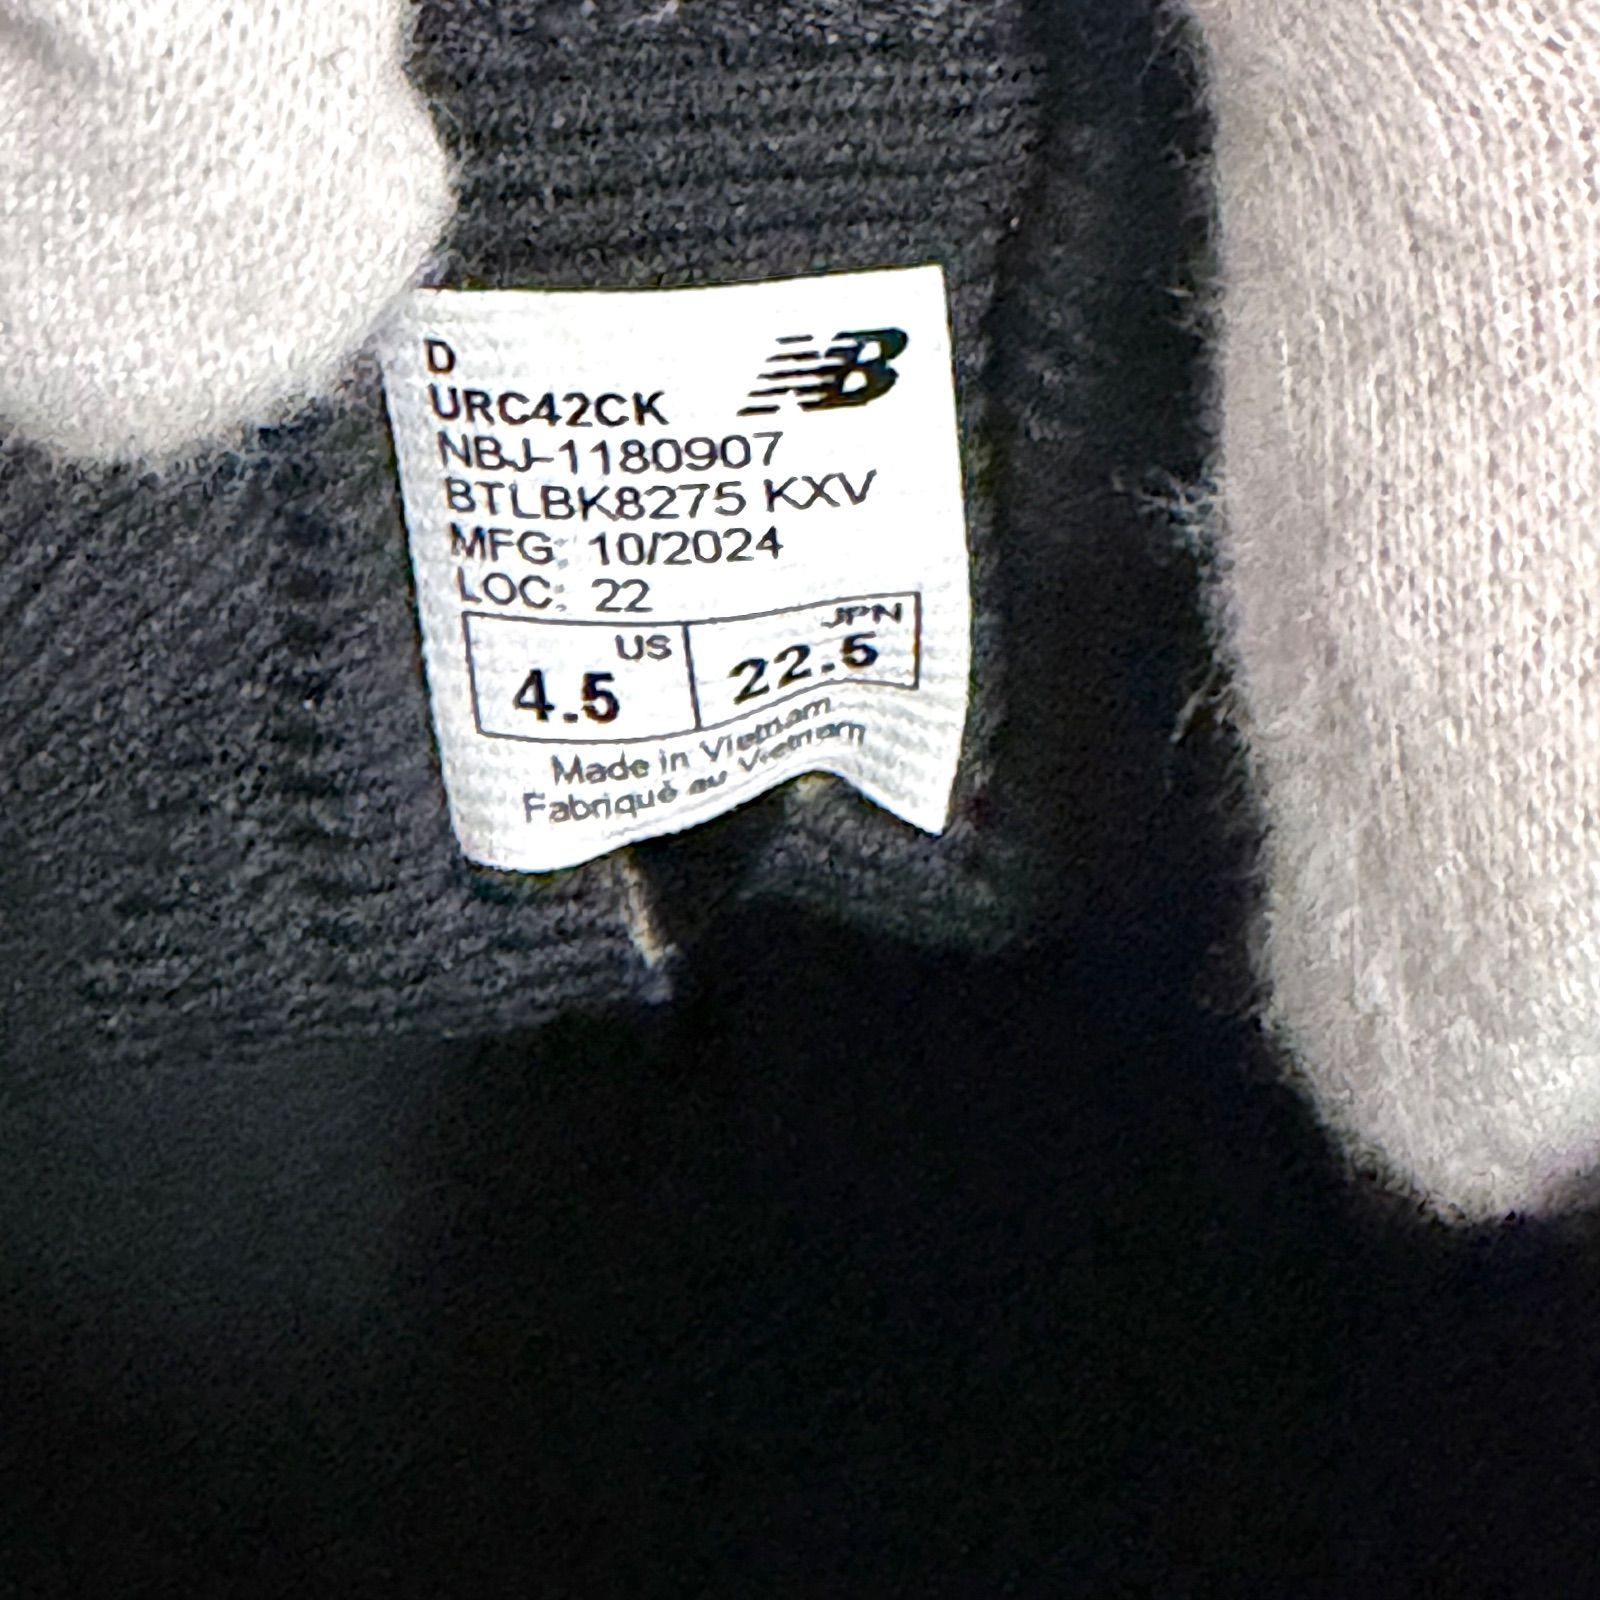 D
URC42CK
NB
NBJ-1180907
BTLBK8275 KXV
MFG: 10/2024
LOC: 22
US
4.5
JPN
22.5
Made in Vietnam
Fabriqué au Vietnam